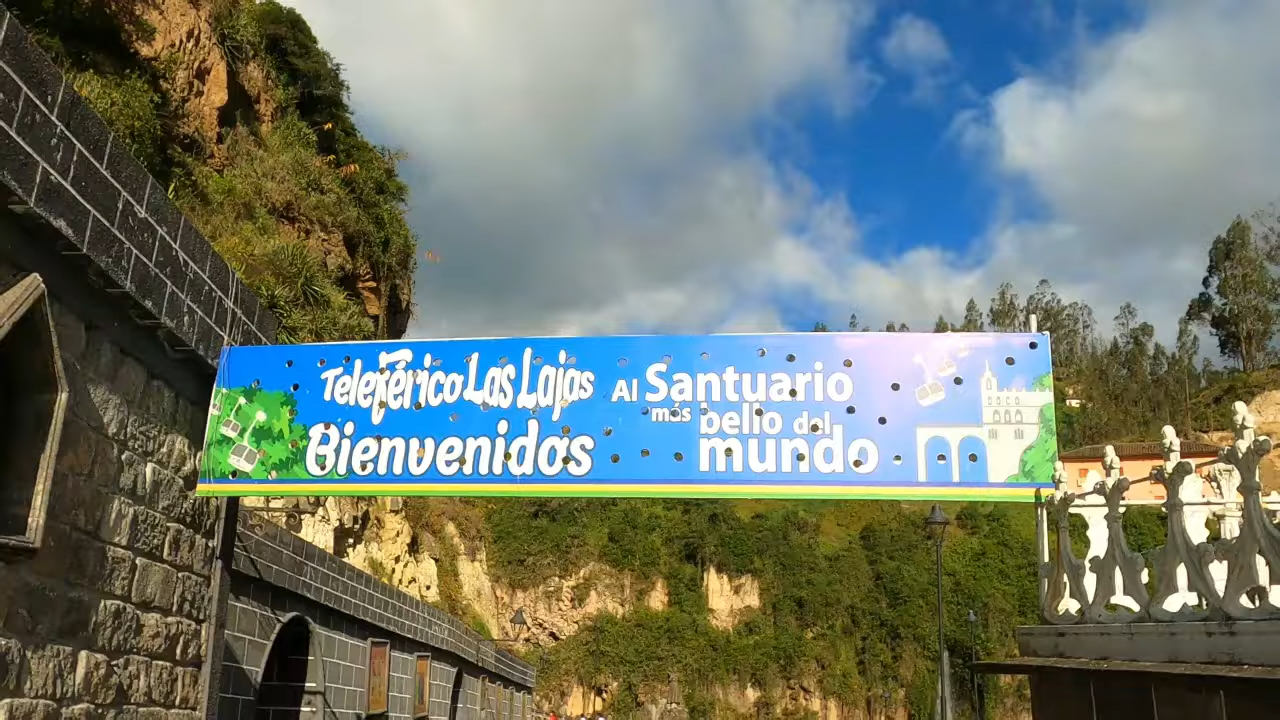 Teleférico Las Lajas
Bienvenidos
Al Santuario
más bello del
mundo